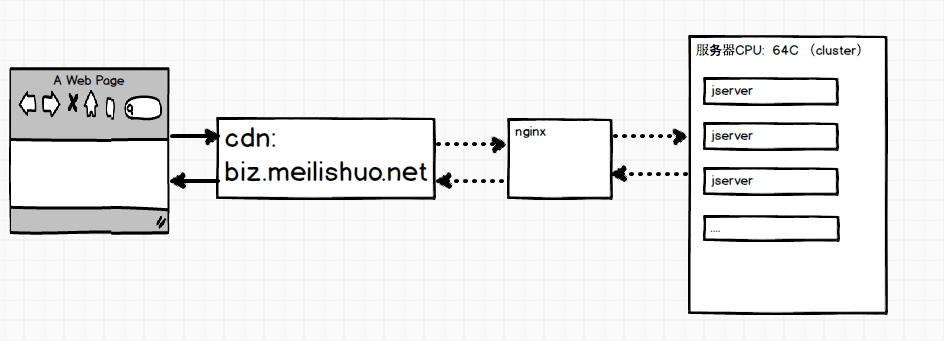 A Web Page
cdn:
biz.meilishuo.net
nginx
服务器CPU: 64C （cluster）
jserver
jserver
jserver
....